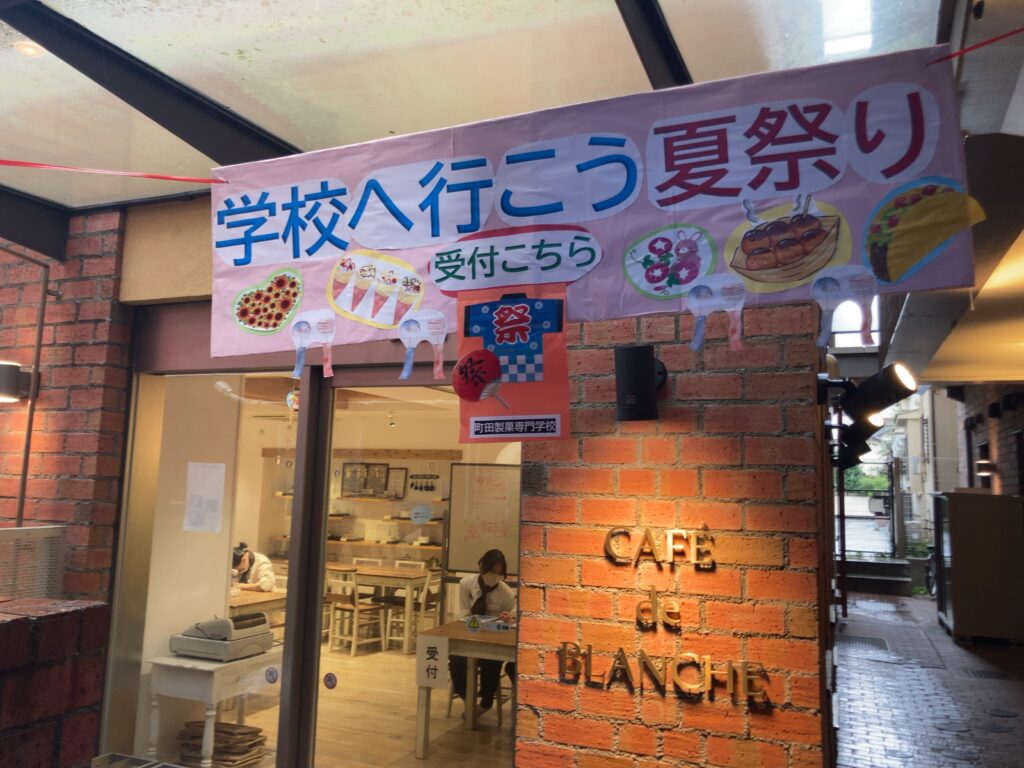 学校へ行こう夏祭り
受付こちら
祭
祭
町田製菓専門学校
CAFÉ
de
BLANCHE
受付